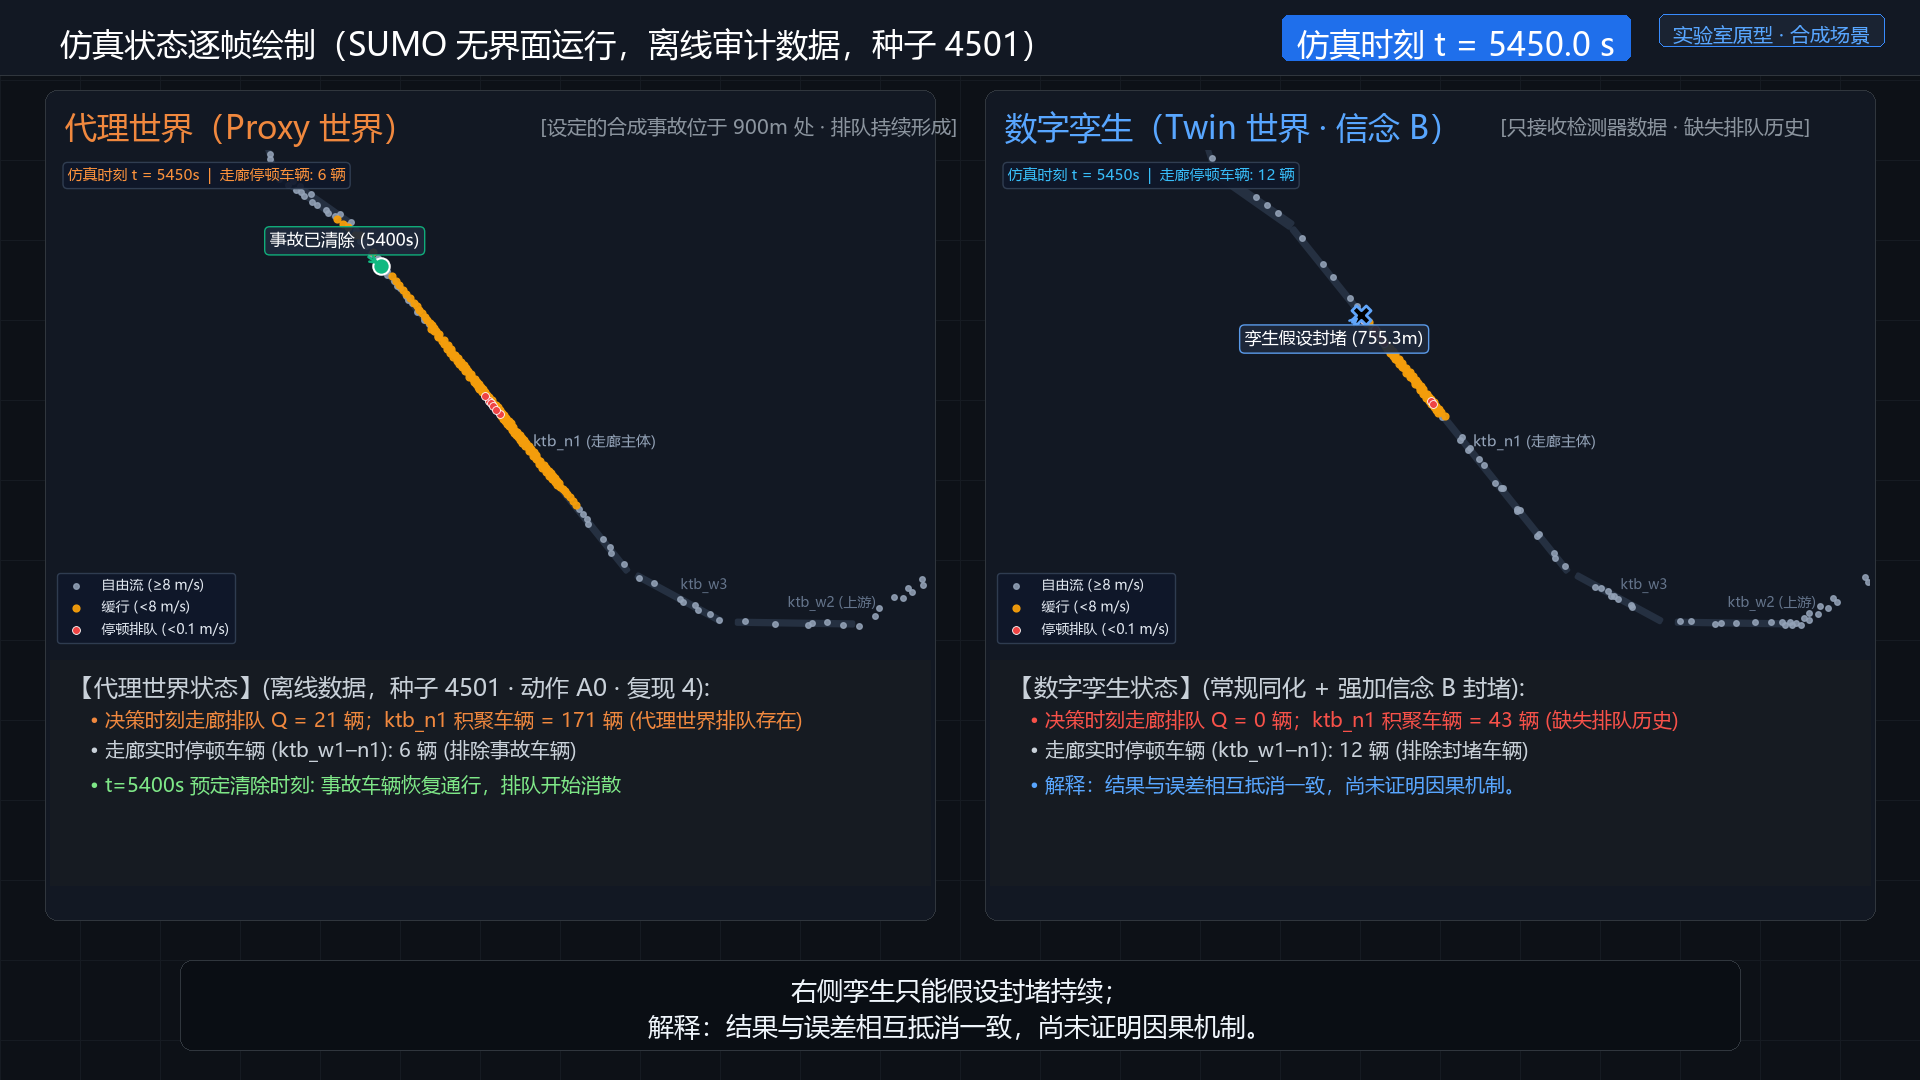 仿真状态逐帧绘制（SUMO 无界面运行，离线审计数据，种子 4501）
仿真时刻 t = 5450.0 s
实验室原型 · 合成场景
代理世界（Proxy 世界）
[设定的合成事故位于 900m 处 · 排队持续形成]
仿真时刻 t = 5450s | 走廊停顿车辆: 6 辆
事故已清除 (5400s)
ktb_n1 (走廊主体)
ktb_w3
ktb_w2 (上游)
自由流 (≥8 m/s)
缓行 (<8 m/s)
停顿排队 (<0.1 m/s)
【代理世界状态】(离线数据，种子 4501 · 动作 A0 · 复现 4):
• 决策时刻走廊排队 Q = 21 辆；ktb_n1 积聚车辆 = 171 辆 (代理世界排队存在)
• 走廊实时停顿车辆 (ktb_w1–n1): 6 辆 (排除事故车辆)
• t=5400s 预定清除时刻: 事故车辆恢复通行，排队开始消散
数字孪生（Twin 世界 · 信念 B）
[只接收检测器数据 · 缺失排队历史]
仿真时刻 t = 5450s | 走廊停顿车辆: 12 辆
孪生假设封堵 (755.3m)
ktb_n1 (走廊主体)
ktb_w3
ktb_w2 (上游)
自由流 (≥8 m/s)
缓行 (<8 m/s)
停顿排队 (<0.1 m/s)
【数字孪生状态】(常规同化 + 强加信念 B 封堵):
• 决策时刻走廊排队 Q = 0 辆；ktb_n1 积聚车辆 = 43 辆 (缺失排队历史)
• 走廊实时停顿车辆 (ktb_w1–n1): 12 辆 (排除封堵车辆)
• 解释：结果与误差相互抵消一致，尚未证明因果机制。
右侧孪生只能假设封堵持续；
解释：结果与误差相互抵消一致，尚未证明因果机制。